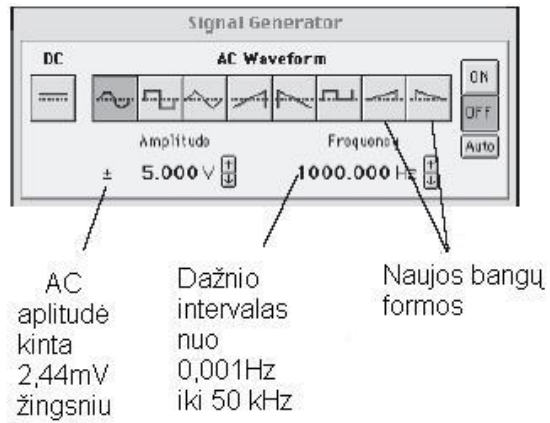 Signal Generator
DC
AC Waveform
ON
OFF
Auto
Amplitude
Frequency
± 5.000 V
1000.000 Hz
AC
aplitudė
kinta
2,44mV
žingsniu
Dažnio
intervalas
nuo
0,001Hz
iki 50 kHz
Naujos bangų
formos